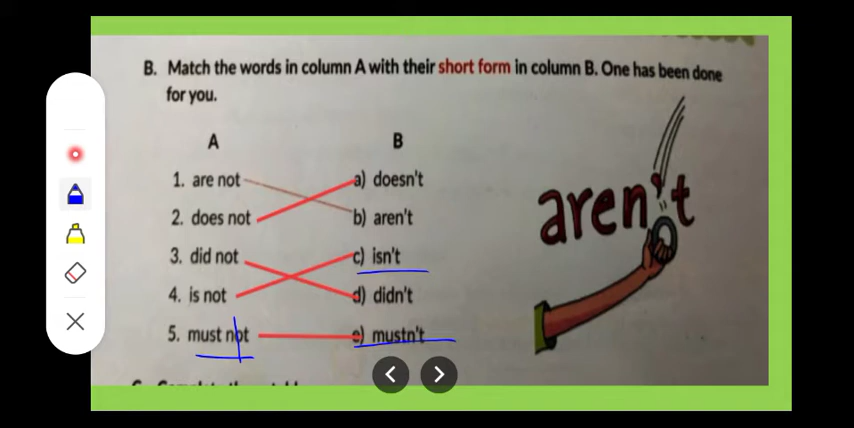 B. Match the words in column A with their short form in column B. One has been done
for you.
A B
1. are not a) doesn't
2. does not b) aren't
3. did not c) isn't
4. is not d) didn't
5. must not e) mustn't
aren't